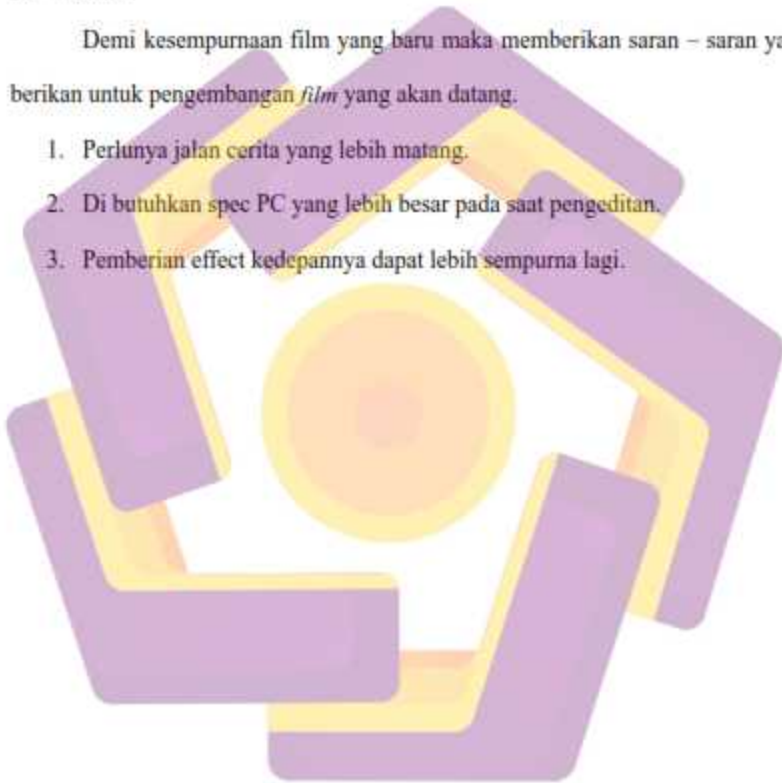 Demi kesempurnaan film yang baru maka memberikan saran – saran
berikan untuk pengembangan film yang akan datang.
1. Perlunya jalan cerita yang lebih matang.
2. Di butuhkan spec PC yang lebih besar pada saat pengeditan.
3. Pemberian effect kedepannya dapat lebih sempurna lagi.